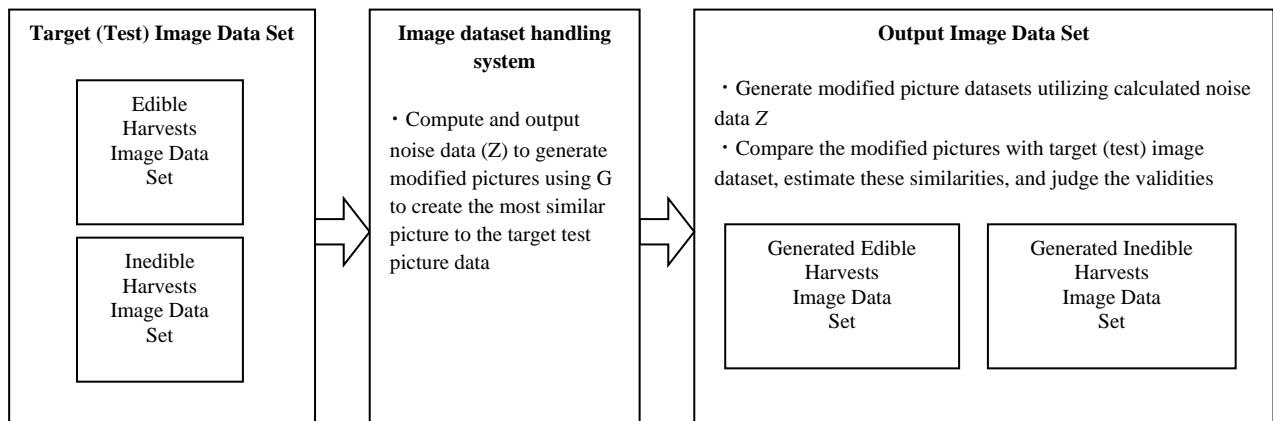 Target (Test) Image Data Set
Edible
Harvests
Image Data
Set
Inedible
Harvests
Image Data
Set
Image dataset handling
system
・Compute and output
noise data (Z) to generate
modified pictures using G
to create the most similar
picture to the target test
picture data
Output Image Data Set
・Generate modified picture datasets utilizing calculated noise
data Z
・Compare the modified pictures with target (test) image
dataset, estimate these similarities, and judge the validities
Generated Edible
Harvests
Image Data
Set
Generated Inedible
Harvests
Image Data
Set